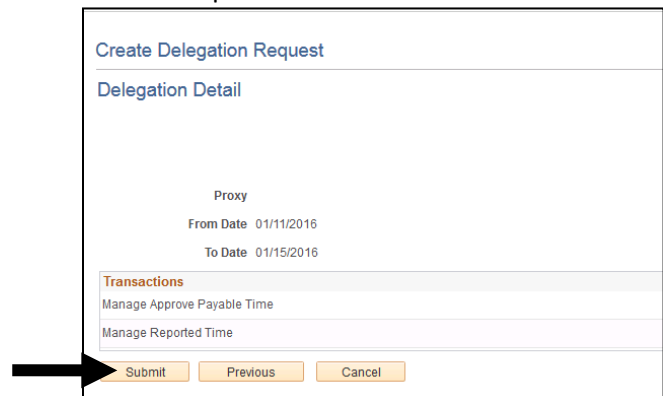 Create Delegation Request
Delegation Detail
Proxy
From Date 01/11/2016
To Date 01/15/2016
Transactions
Manage Approve Payable Time
Manage Reported Time
Submit Previous Cancel